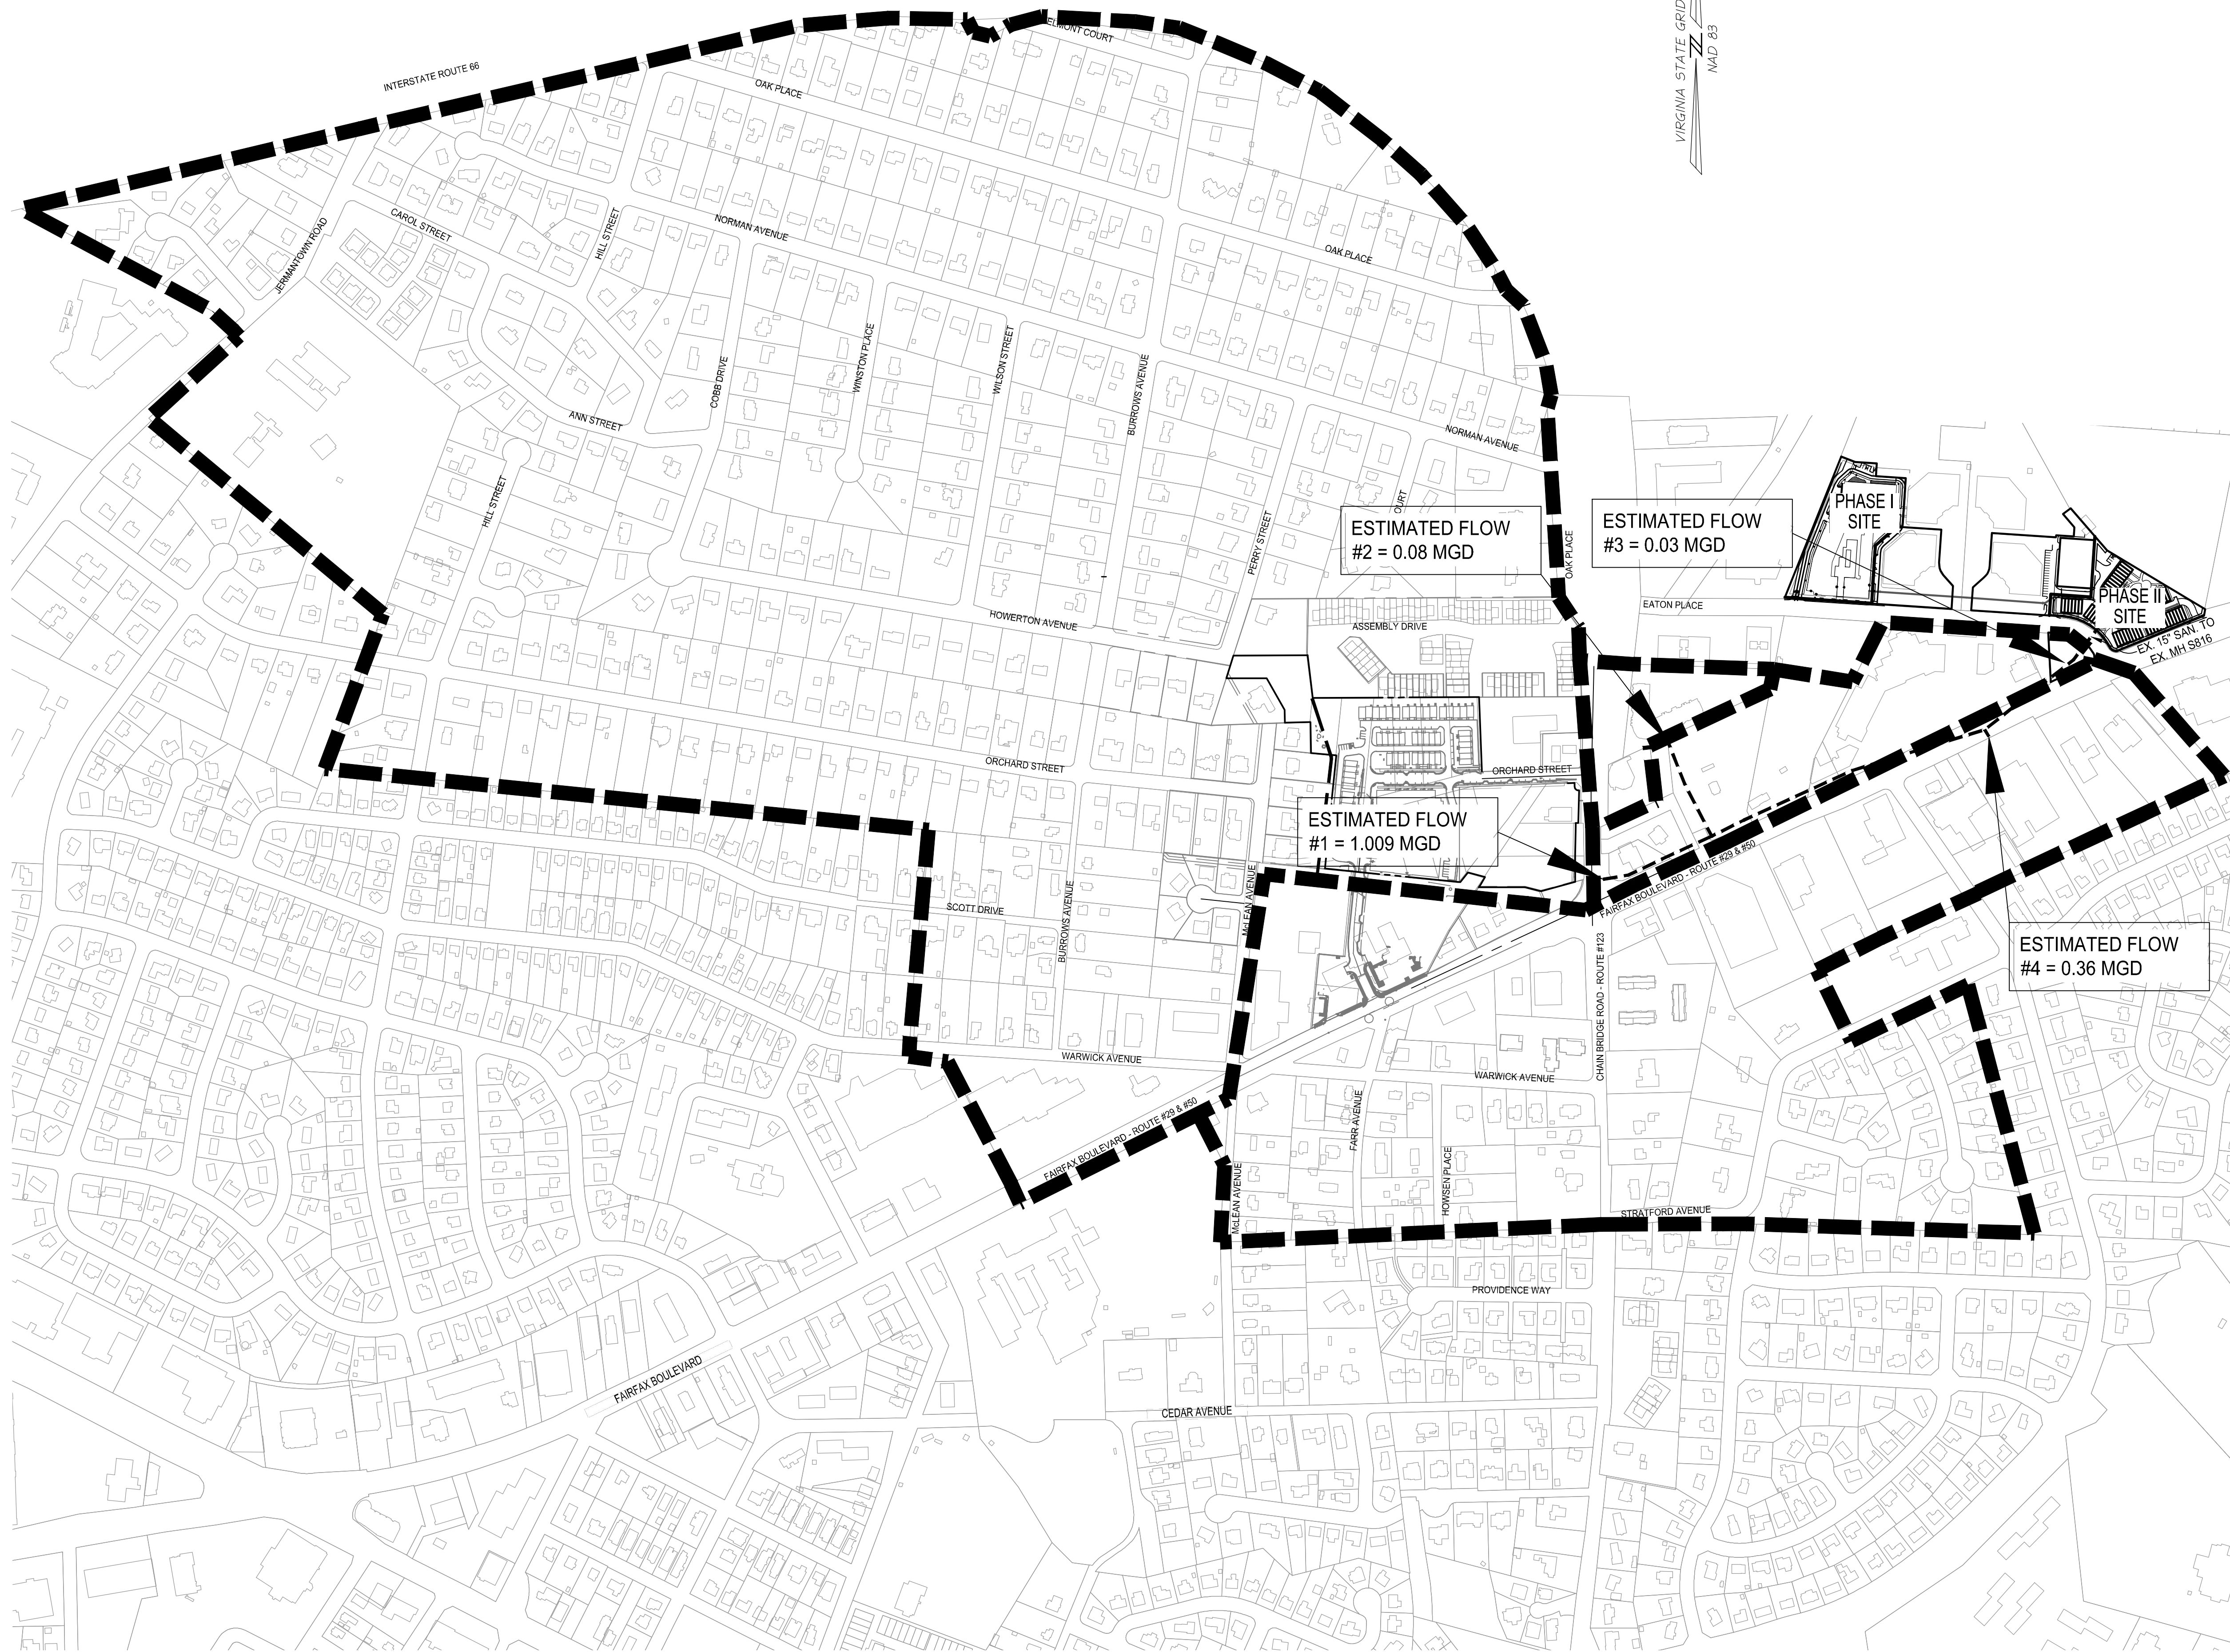 VIRGINIA STATE GRID
NAD 83
N
ELMONT COURT
INTERSTATE ROUTE 66
OAK PLACE
CAROL STREET
HILL STREET
NORMAN AVENUE
JERMANTOWN ROAD
OAK PLACE
WINSTON PLACE
WILSON STREET
COBB DRIVE
BURROWS AVENUE
ANN STREET
NORMAN AVENUE
HILL STREET
PERRY STREET
OURT
ESTIMATED FLOW
#2 = 0.08 MGD
OAK PLACE
ESTIMATED FLOW
#3 = 0.03 MGD
PHASE I
SITE
PHASE II
SITE
EX. 15" SAN. TO
EX. MH S816
EATON PLACE
HOWERTON AVENUE
ASSEMBLY DRIVE
ORCHARD STREET
ORCHARD STREET
ESTIMATED FLOW
#1 = 1.009 MGD
FAIRFAX BOULEVARD - ROUTE #29 & #50
McLEAN AVENUE
SCOTT DRIVE
BURROWS AVENUE
ESTIMATED FLOW
#4 = 0.36 MGD
CHAIN BRIDGE ROAD - ROUTE #123
WARWICK AVENUE
WARWICK AVENUE
FAIRFAX BOULEVARD - ROUTE #29 & #50
FARR AVENUE
HOWSEN PLACE
McLEAN AVENUE
STRATFORD AVENUE
PROVIDENCE WAY
FAIRFAX BOULEVARD
CEDAR AVENUE